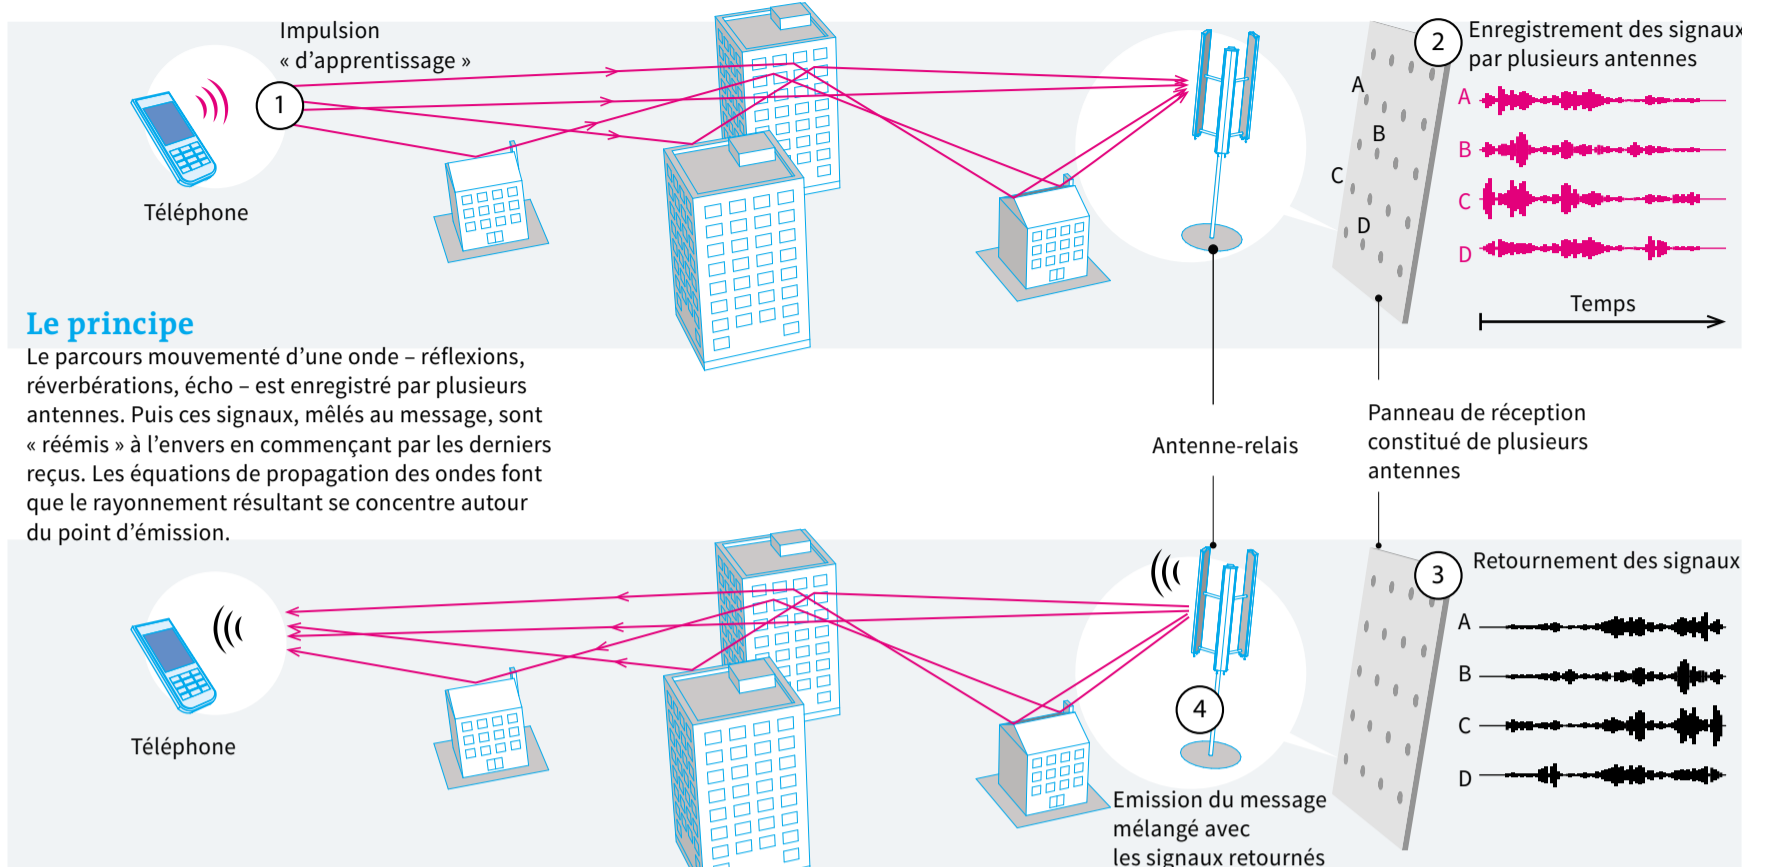 Impulsion
« d’apprentissage »
1
Téléphone
2
Enregistrement des signaux
par plusieurs antennes
A
B
C
D
A
B
C
D
Temps
Le principe
Le parcours mouvementé d’une onde – réflexions,
réverbérations, écho – est enregistré par plusieurs
antennes. Puis ces signaux, mêlés au message, sont
« réémis » à l’envers en commençant par les derniers
reçus. Les équations de propagation des ondes font
que le rayonnement résultant se concentre autour
du point d’émission.
Antenne-relais
Panneau de réception
constitué de plusieurs
antennes
3
Retournement des signaux
A
B
C
D
Téléphone
4
Emission du message
mélangé avec
les signaux retournés